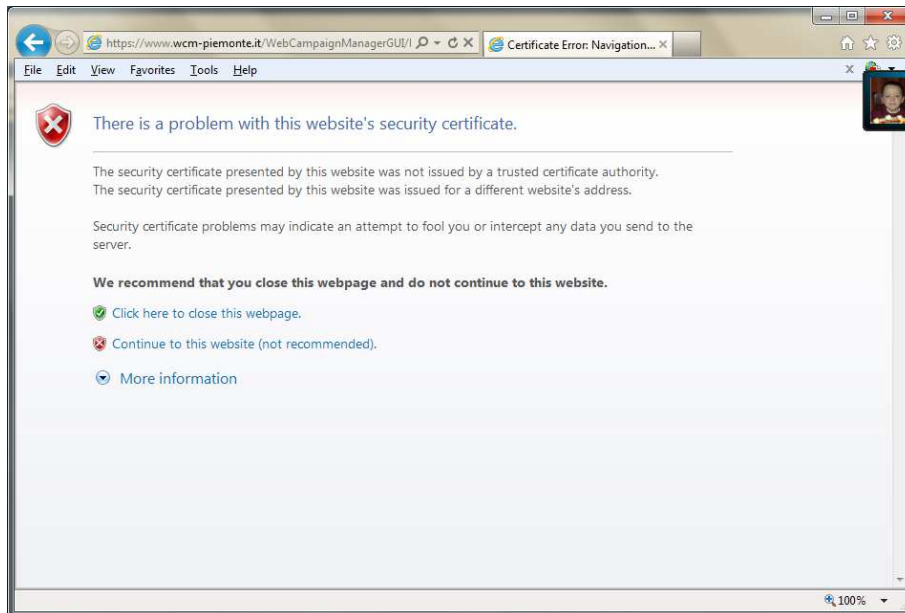 https://www.wcm-piemonte.it/WebCampaignManagerGUI/I
Certificate Error: Navigation...
File Edit View Favorites Tools Help
There is a problem with this website's security certificate.
The security certificate presented by this website was not issued by a trusted certificate authority.
The security certificate presented by this website was issued for a different website's address.
Security certificate problems may indicate an attempt to fool you or intercept any data you send to the
server.
We recommend that you close this webpage and do not continue to this website.
Click here to close this webpage.
Continue to this website (not recommended).
More information
100%